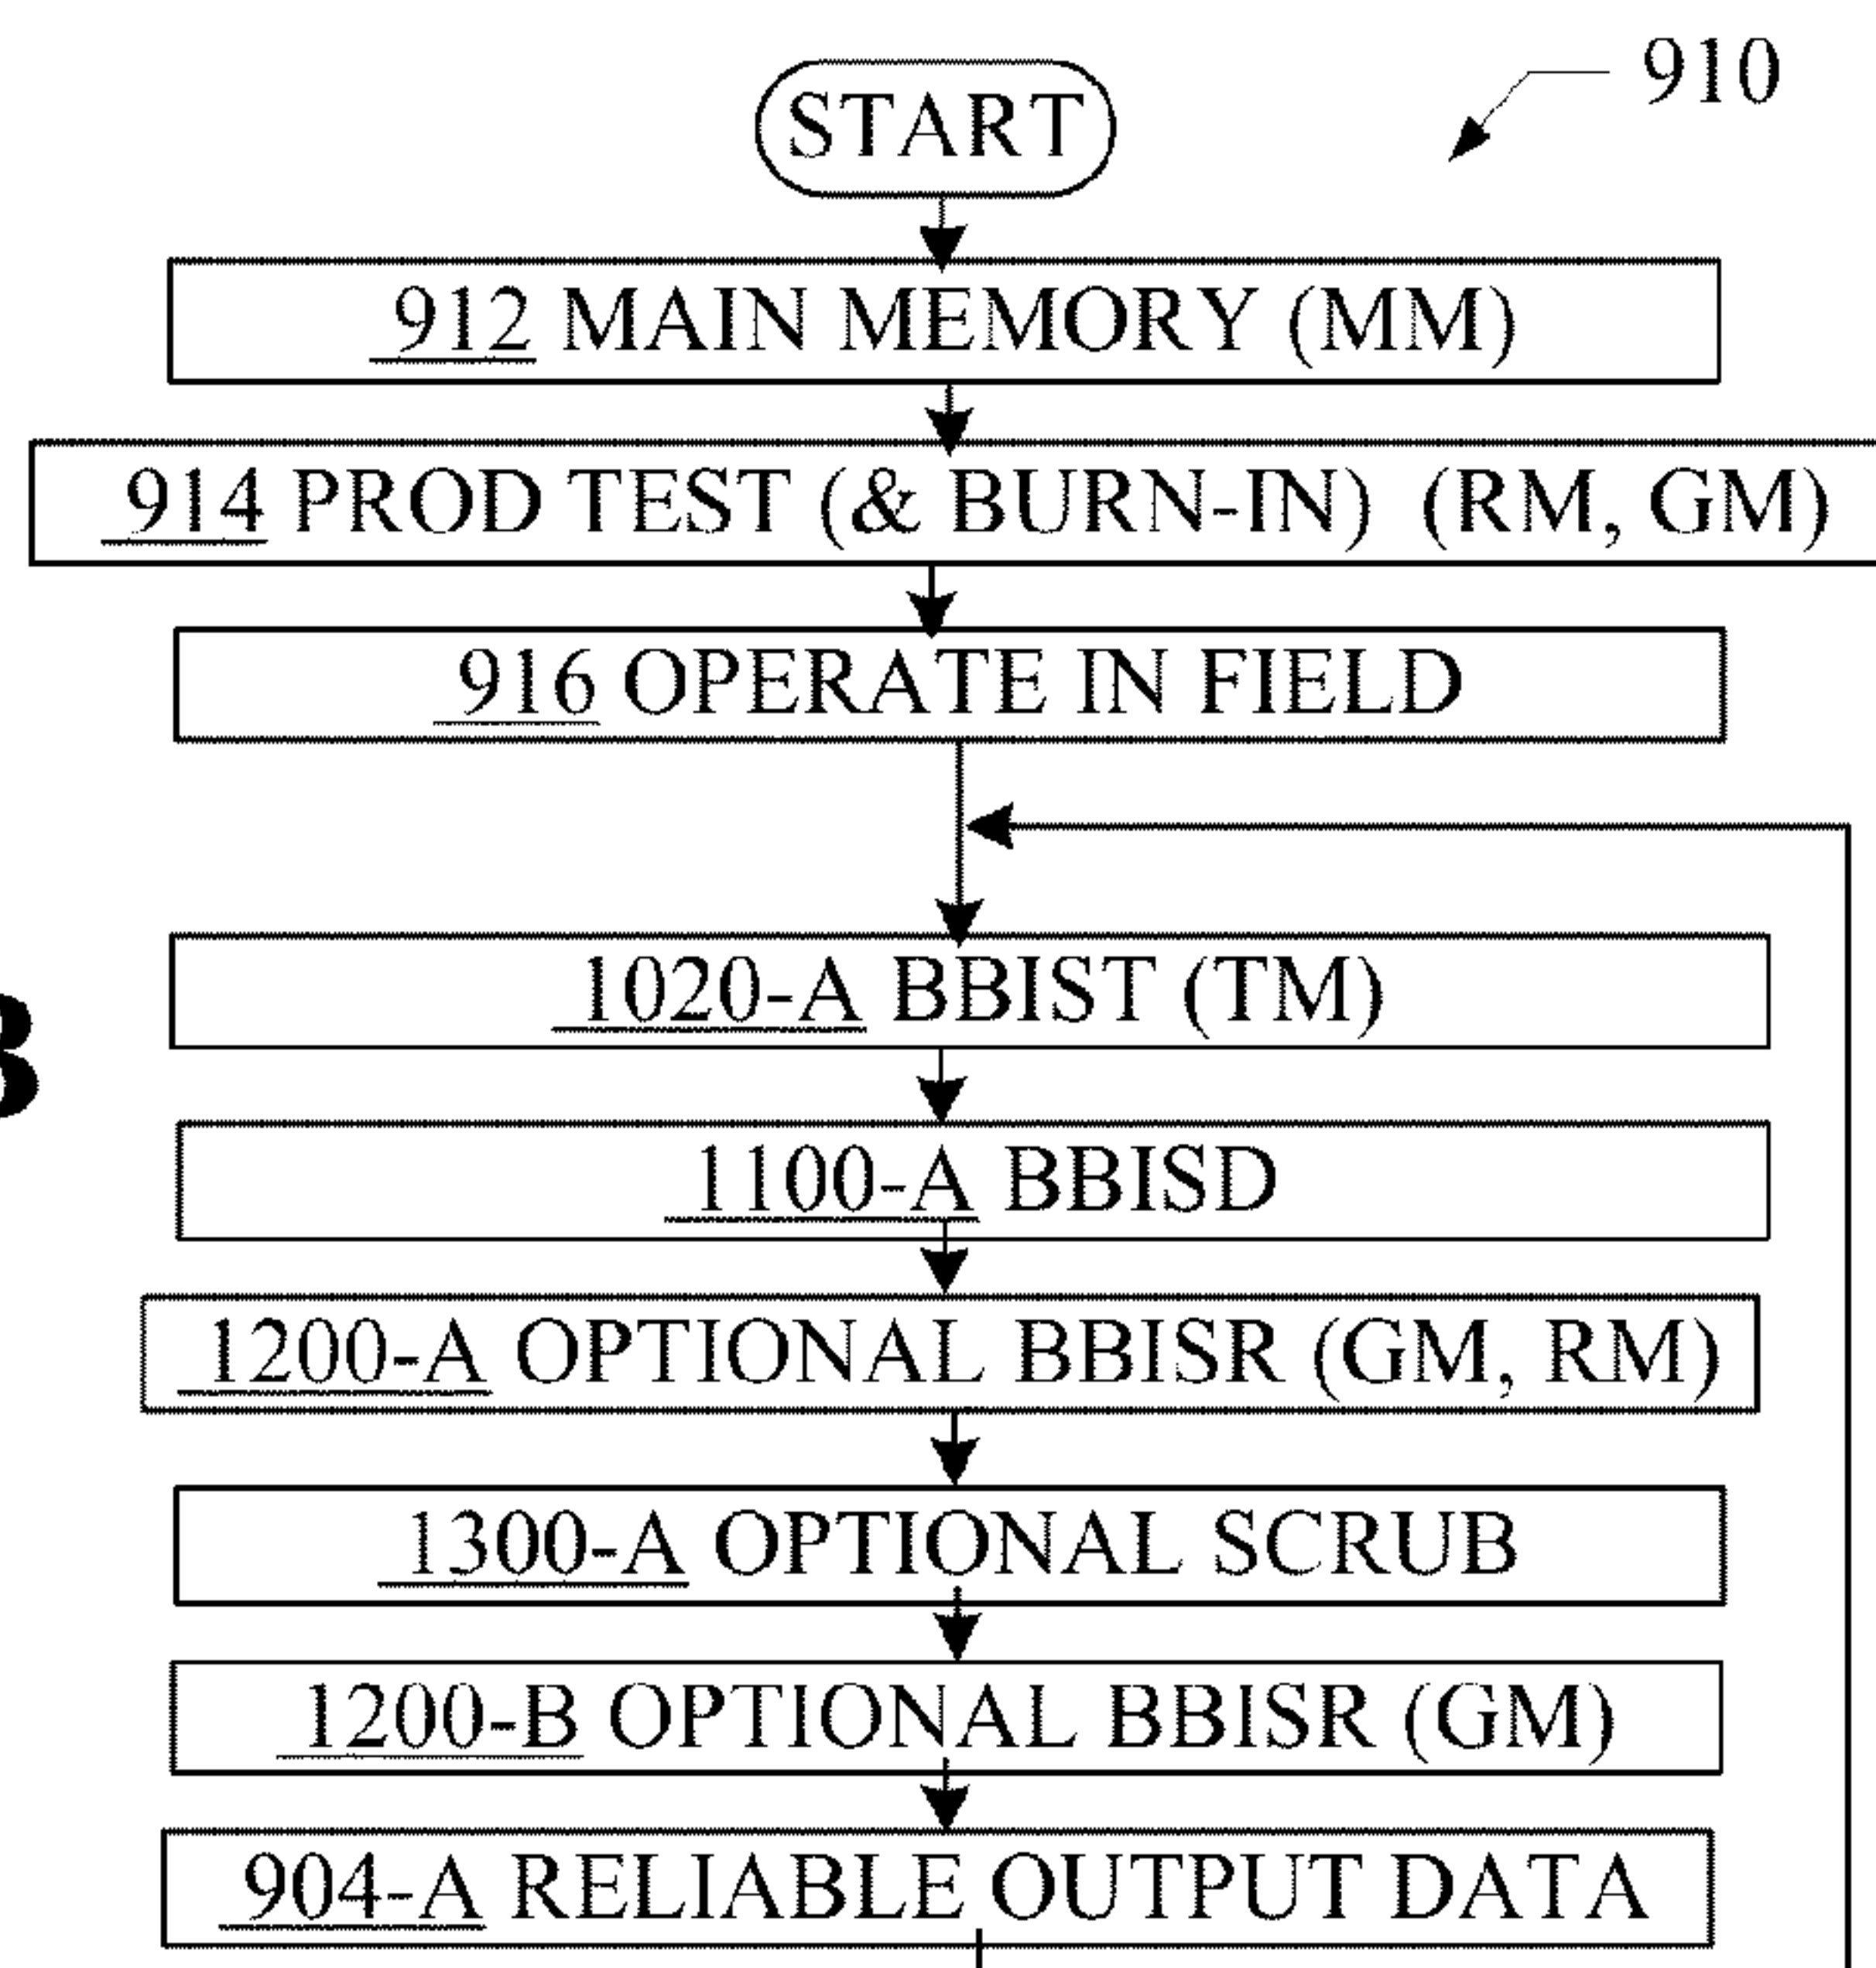 910
START
912 MAIN MEMORY (MM)
914 PROD TEST (& BURN-IN) (RM, GM)
916 OPERATE IN FIELD
1020-A BBIST (TM)
B
1100-A BBISD
1200-A OPTIONAL BBISR (GM, RM)
1300-A OPTIONAL SCRUB
1200-B OPTIONAL BBISR (GM)
904-A RELIABLE OUTPUT DATA